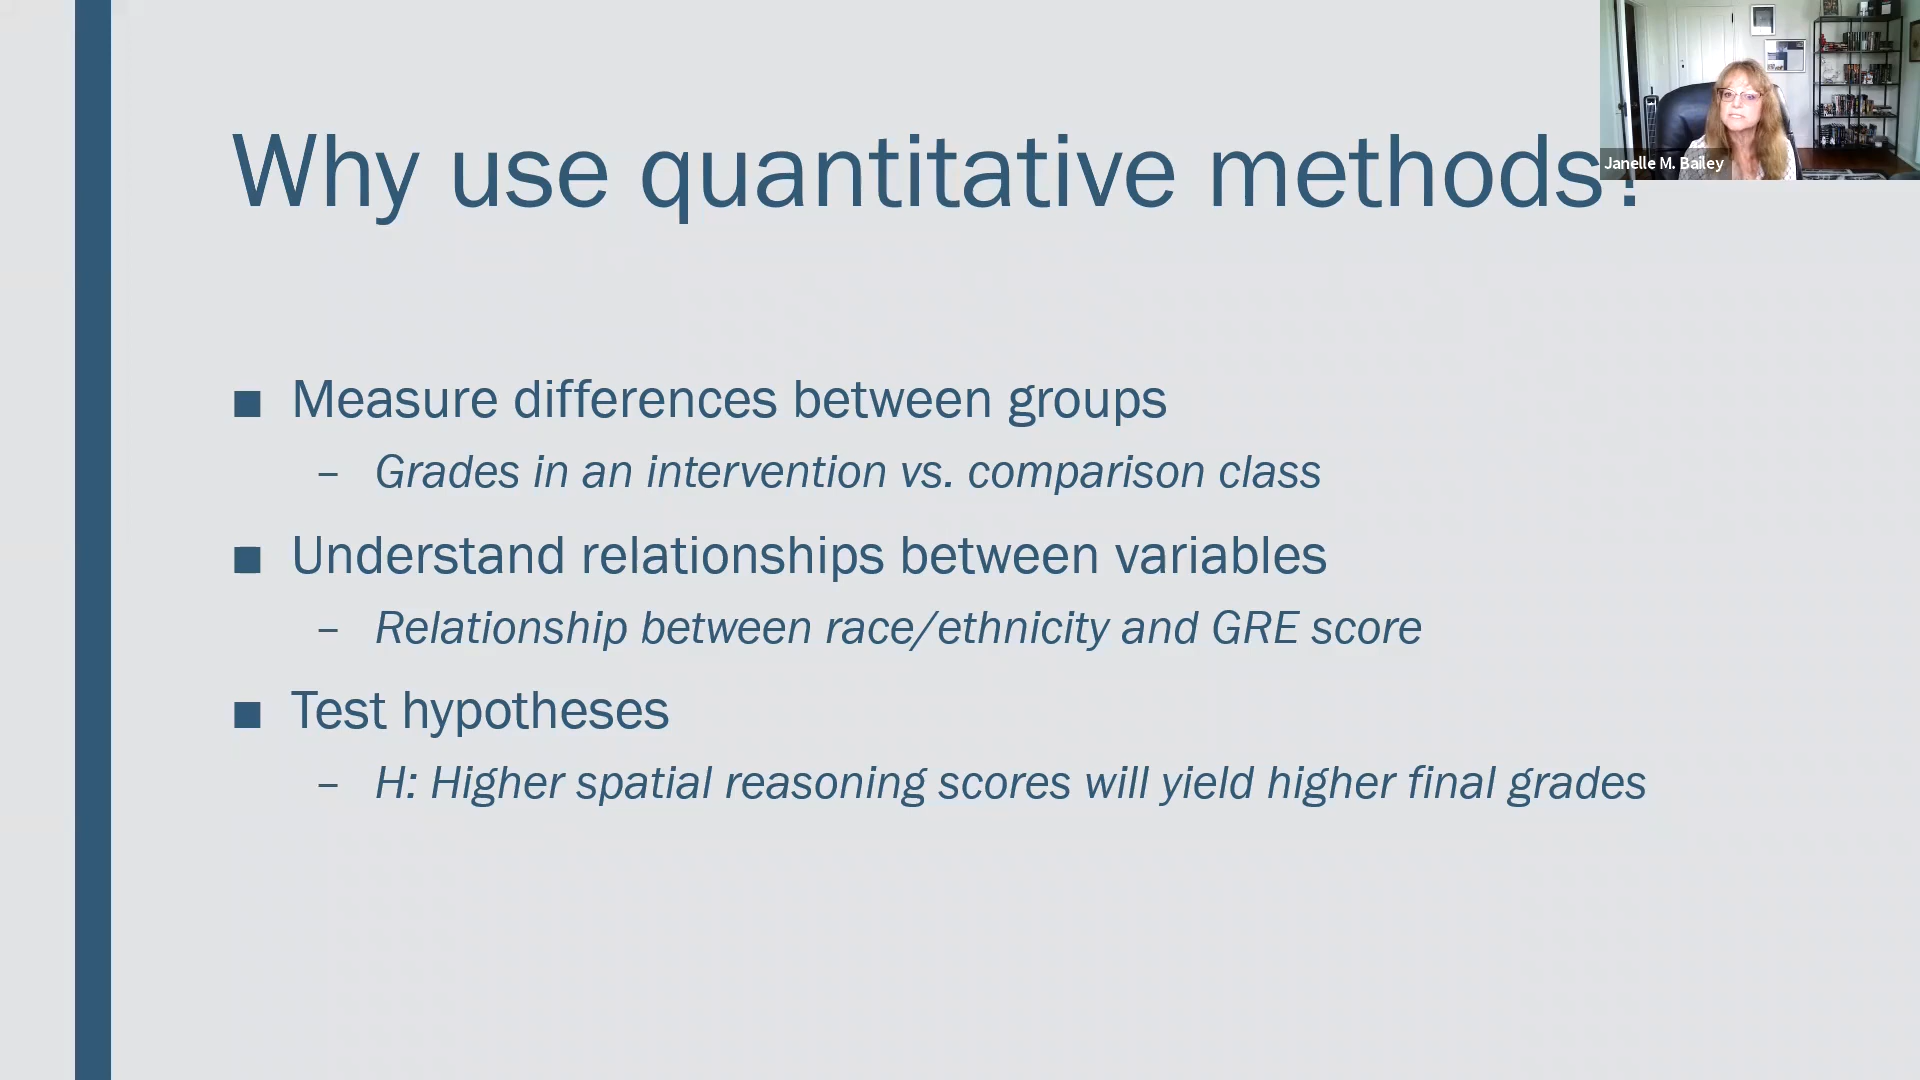 Janelle M. Bailey
Why use quantitative methods?
■ Measure differences between groups
– Grades in an intervention vs. comparison class
■ Understand relationships between variables
– Relationship between race/ethnicity and GRE score
■ Test hypotheses
– H: Higher spatial reasoning scores will yield higher final grades